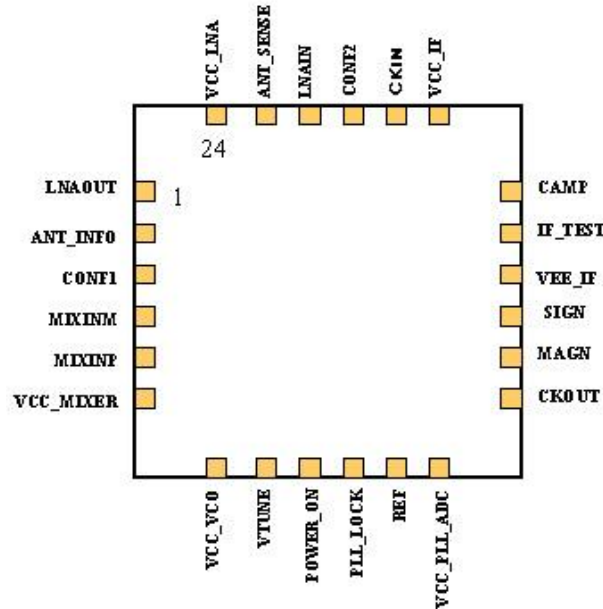 VCC_LNA
ANT_SENSE
LNAIN
CONF2
CKIN
VCC_IF
24
LNAOUT
1
CAMP
ANT_INFO
IF_TEST
CONF1
VEE_IF
MIXINM
SIGN
MIXINP
MAGN
VCC_MIXER
CKOUT
VCC_VCO
VTUNE
POWER_ON
PLL_LOCK
REF
VCC_PLL_ADC